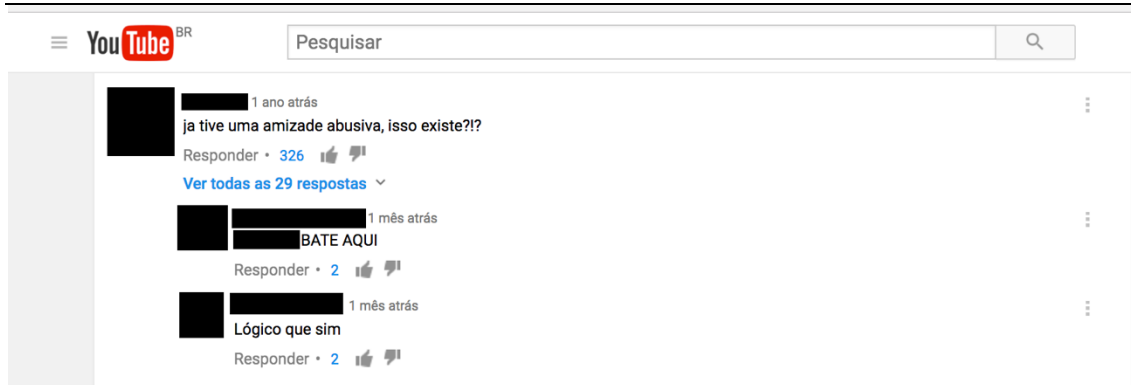 YouTube BR
Pesquisar
1 ano atrás
ja tive uma amizade abusiva, isso existe?!?
Responder • 326
Ver todas as 29 respostas
1 mês atrás
BATE AQUI
Responder • 2
1 mês atrás
Lógico que sim
Responder • 2